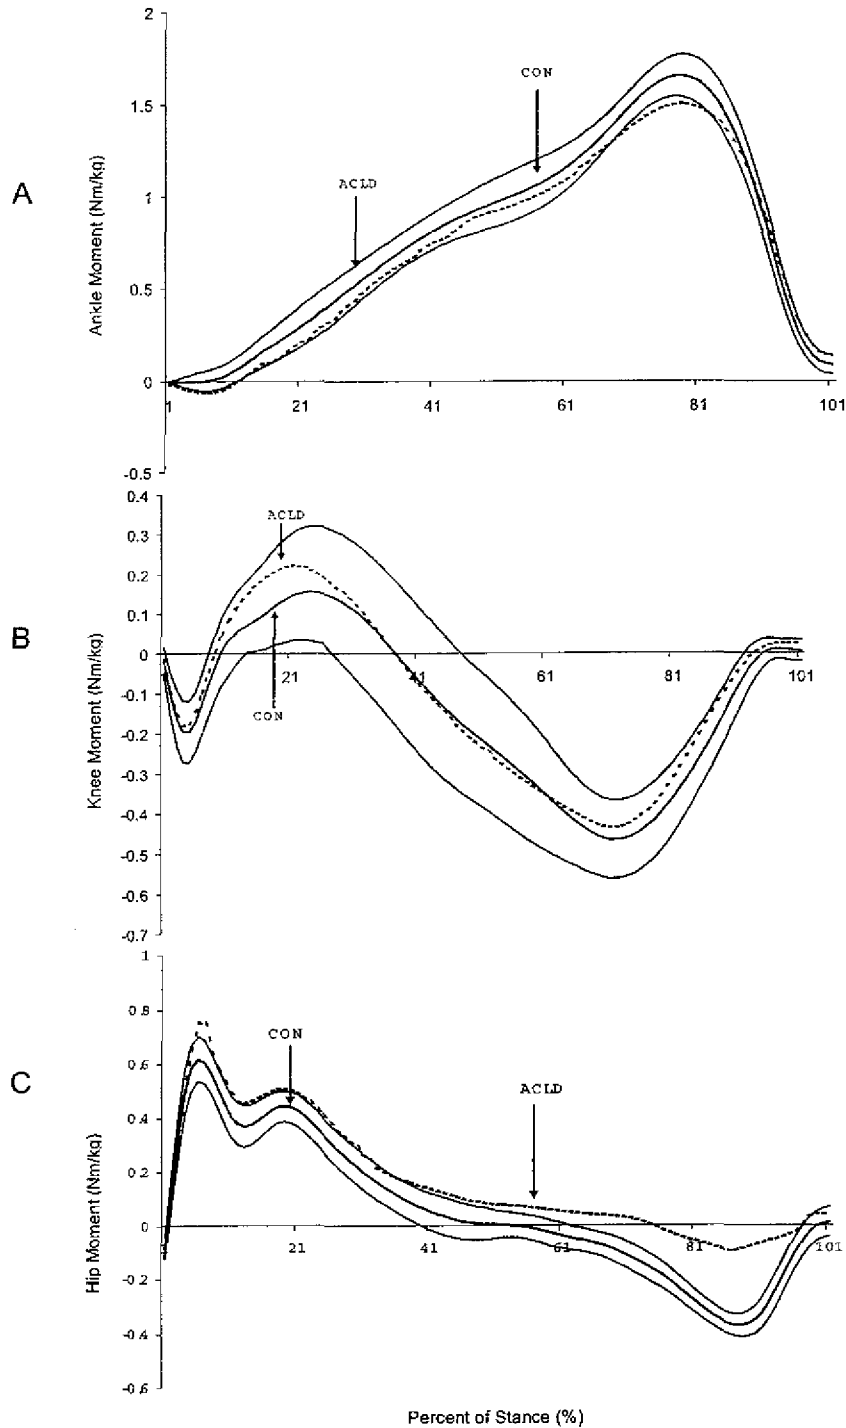 A
Ankle Moment (Nm/kg)
2
1.5
1
0.5
0
-0.5
CON
ACLD
1 21 41 61 81 101
B
Knee Moment (Nm/kg)
0.4
0.3
0.2
0.1
0
-0.1
-0.2
-0.3
-0.4
-0.5
-0.6
-0.7
ACLD
CON
21 41 61 81 101
C
Hip Moment (Nm/kg)
1
0.8
0.6
0.4
0.2
0
-0.2
-0.4
-0.6
CON
ACLD
21 41 61 81 101
Percent of Stance (%)